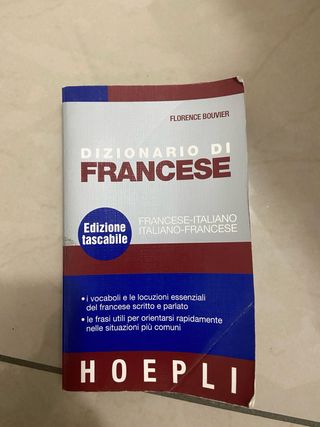 FLORENCE BOUVIER
DIZIONARIO DI
FRANCESE
Edizione
tascabile
FRANCESE-ITALIANO
ITALIANO-FRANCESE
• i vocaboli e le locuzioni essenziali
del francese scritto e parlato
• le frasi utili per orientarsi rapidamente
nelle situazioni più comuni
HOEPLI